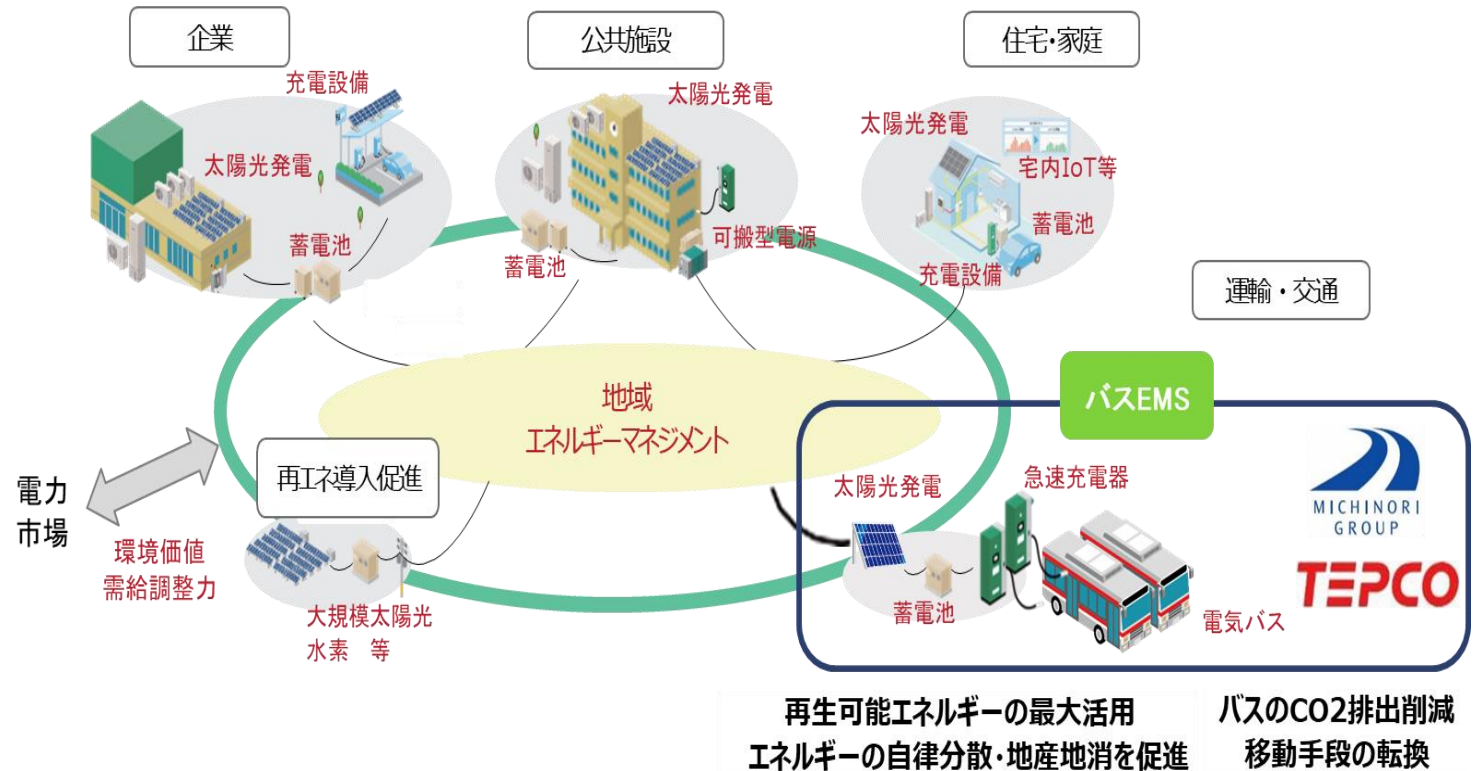 企業
公共施設
住宅・家庭
充電設備
太陽光発電
蓄電池
太陽光発電
蓄電池
可搬型電源
太陽光発電
宅内IoT等
蓄電池
充電設備
運輸・交通
バスEMS
地域
エネルギーマネジメント
電力
市場
再エネ導入促進
環境価値
需給調整力
大規模太陽光
水素 等
太陽光発電
急速充電器
蓄電池
電気バス
MICHINORI
GROUP
TEPCO
再生可能エネルギーの最大活用
エネルギーの自律分散・地産地消を促進
バスのCO2排出削減
移動手段の転換